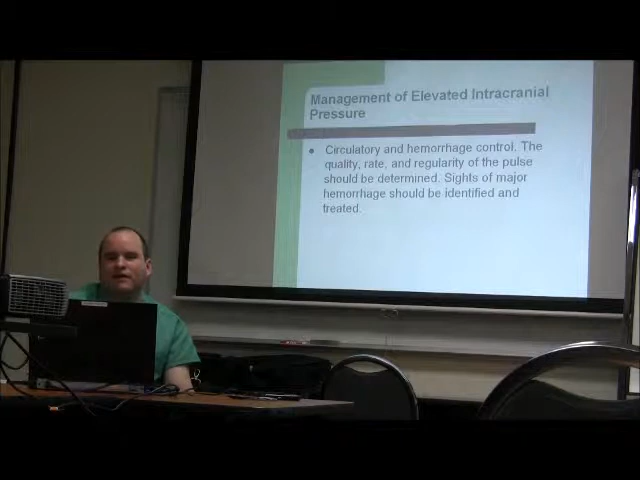 Management of Elevated Intracranial
Pressure
• Circulatory and hemorrhage control. The
quality, rate, and regularity of the pulse
should be determined. Sights of major
hemorrhage should be identified and
treated.